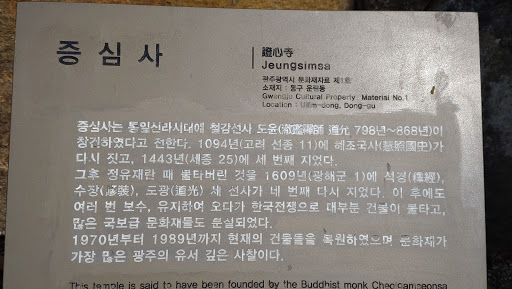 증심사
證心寺
Jeungsimsa
광주광역시 문화재자료 제1호
소재지 : 동구 운림동
Gwangju Cultural Property Material No.1
Location : Ullim-dong, Dong-gu
증심사는 통일신라시대에 철감선사 도윤(澈鑑禪師 道允 798년~868년)이
창건하였다고 전한다. 1094년(고려 선종 11)에 혜조국사(慧照國史)가
다시 짓고, 1443년(세종 25)에 세 번째 지었다.
그후 정유재란 때 불타버린 것을 1609년(광해군 1)에 석경(釋經),
수장(修裝), 도광(道光) 세 선사가 네 번째 다시 지었다. 이 후에도
여러 번 보수, 유지하여 오다가 한국전쟁으로 대부분 건물이 불타고,
많은 국보급 문화재물도 분실되었다.
1970년부터 1989년까지 현재의 건물들을 복원하였으며 문화재가
가장 많은 광주의 유서 깊은 사찰이다.
This temple is said to have been founded by the Buddhist monk Cheolgamseonsa